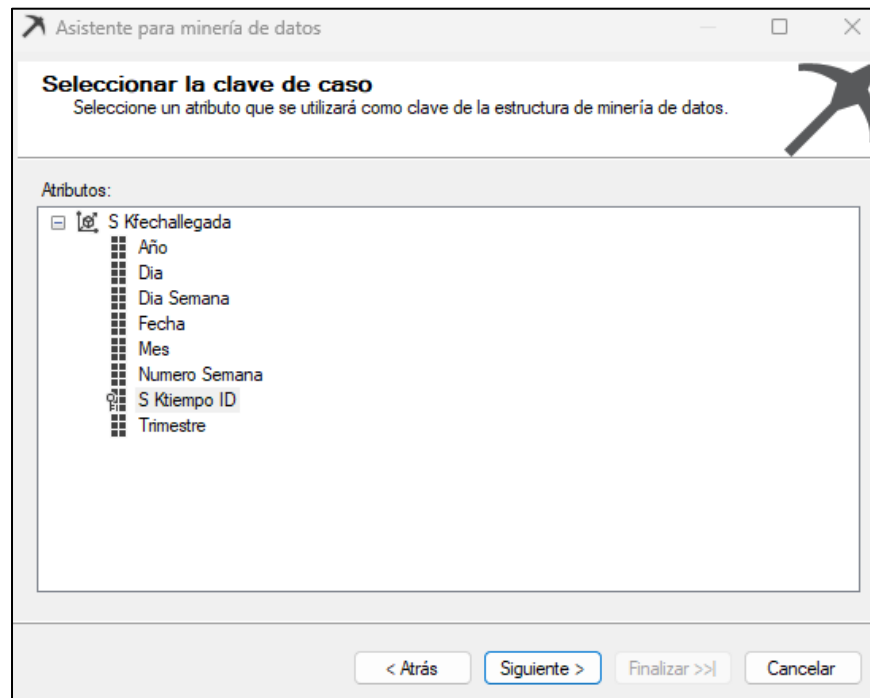 Asistente para minería de datos
Seleccionar la clave de caso
Seleccione un atributo que se utilizará como clave de la estructura de minería de datos.
Atributos:
S Kfechallegada
Año
Dia
Dia Semana
Fecha
Mes
Numero Semana
S Ktiempo ID
Trimestre
< Atrás
Siguiente >
Finalizar >>|
Cancelar